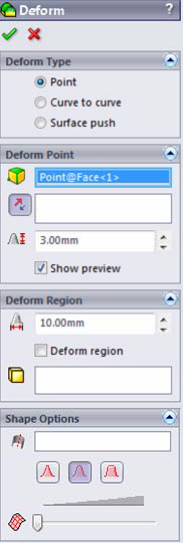 Deform
?
Deform Type
Point
Curve to curve
Surface push
Deform Point
Point@Face<1>
3.00mm
Show preview
Deform Region
10.00mm
Deform region
Shape Options